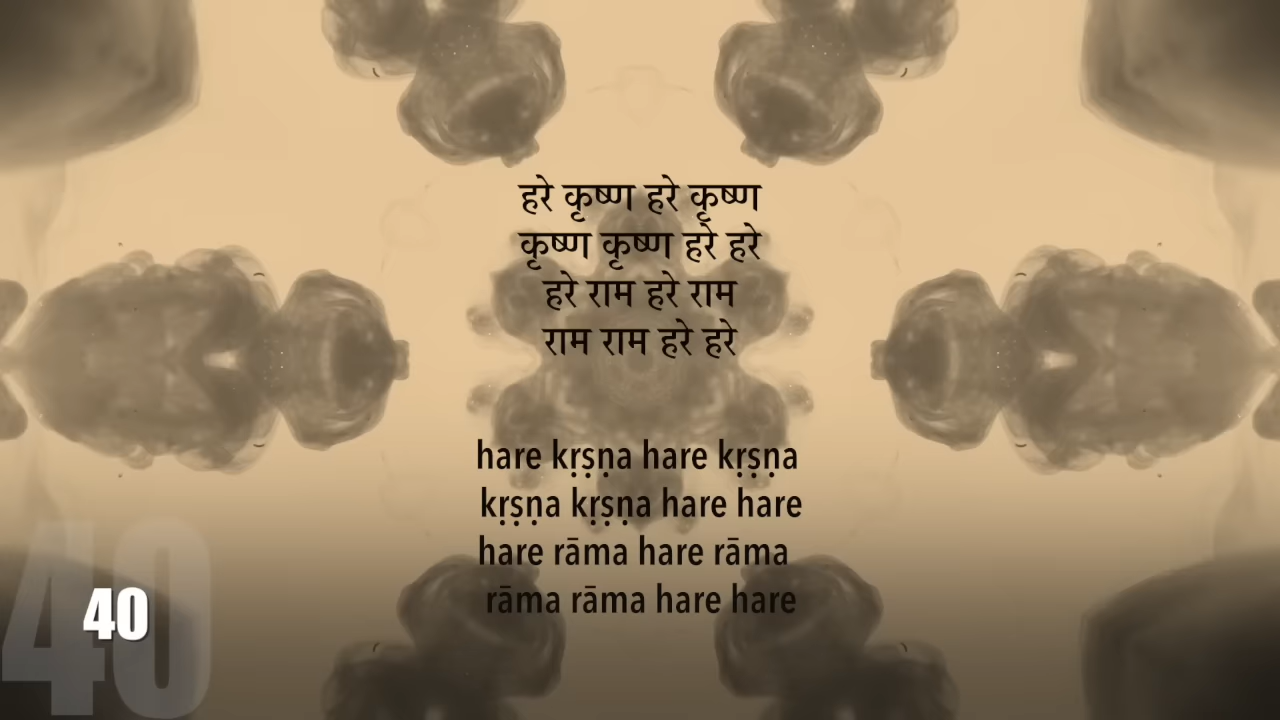 हरे कृष्ण हरे कृष्ण
कृष्ण कृष्ण हरे हरे
हरे राम हरे राम
राम राम हरे हरे
hare kṛṣṇa hare kṛṣṇa
kṛṣṇa kṛṣṇa hare hare
hare rāma hare rāma
rāma rāma hare hare
40
40